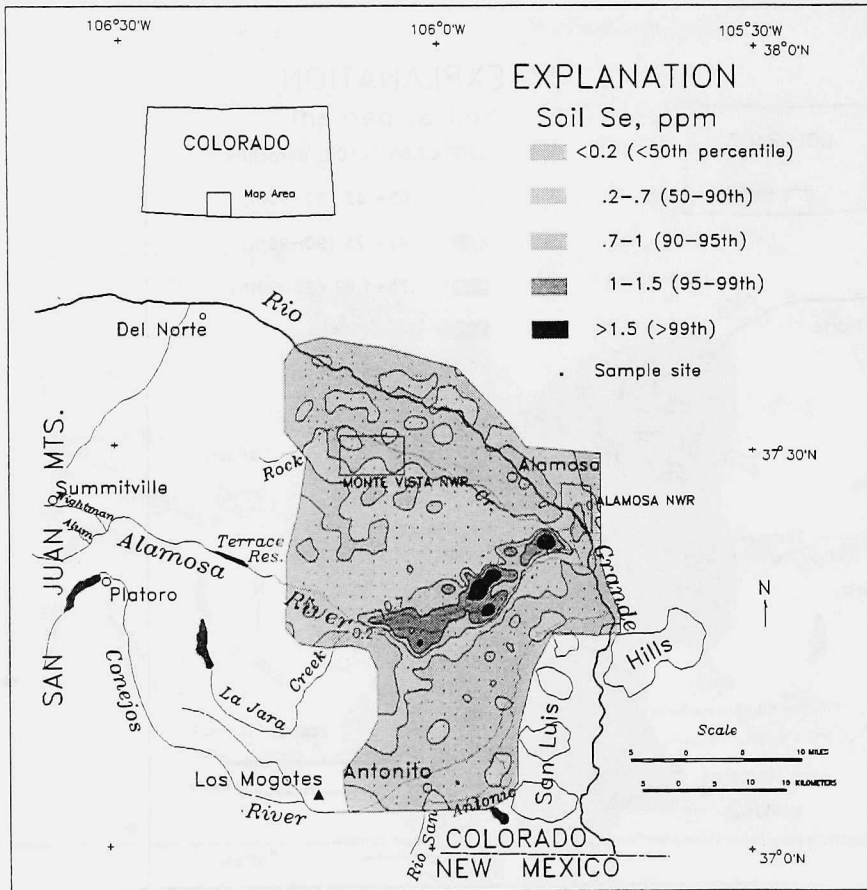 106°30'W
106°0'W
105°30'W
38°0'N
EXPLANATION
Soil Se, ppm
<0.2 (<50th percentile)
.2-.7 (50-90th)
.7-1 (90-95th)
1-1.5 (95-99th)
>1.5 (>99th)
Sample site
COLORADO
Map Area
Rio
Del Norte
SAN JUAN MTS.
37°30'N
Rock
Alamosa
MONTE VISTA NWR
Cr
ALAMOSA NWR
Summitville
Wightman
Alum
Alamosa
Terrace
Res.
Grande
Platoro
River
0.7
0.2
N
Hills
Creek
Conejos
La Jara
San Luis
Scale
5 0 5 10 MILES
5 0 5 10 15 KILOMETERS
Los Mogotes
Antonito
River
Rio San
Antonio
COLORADO
NEW MEXICO
37°0'N